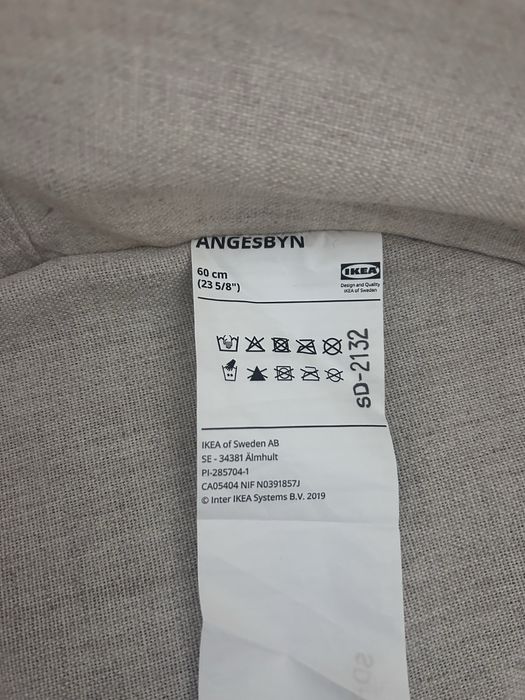 ANGESBYN
60 cm
(23 5/8")
IKEA
Design and Quality
IKEA of Sweden
SD-2132
IKEA of Sweden AB
SE - 34381 Älmhult
PI-285704-1
CA05404 NIF N0391857J
© Inter IKEA Systems B.V. 2019